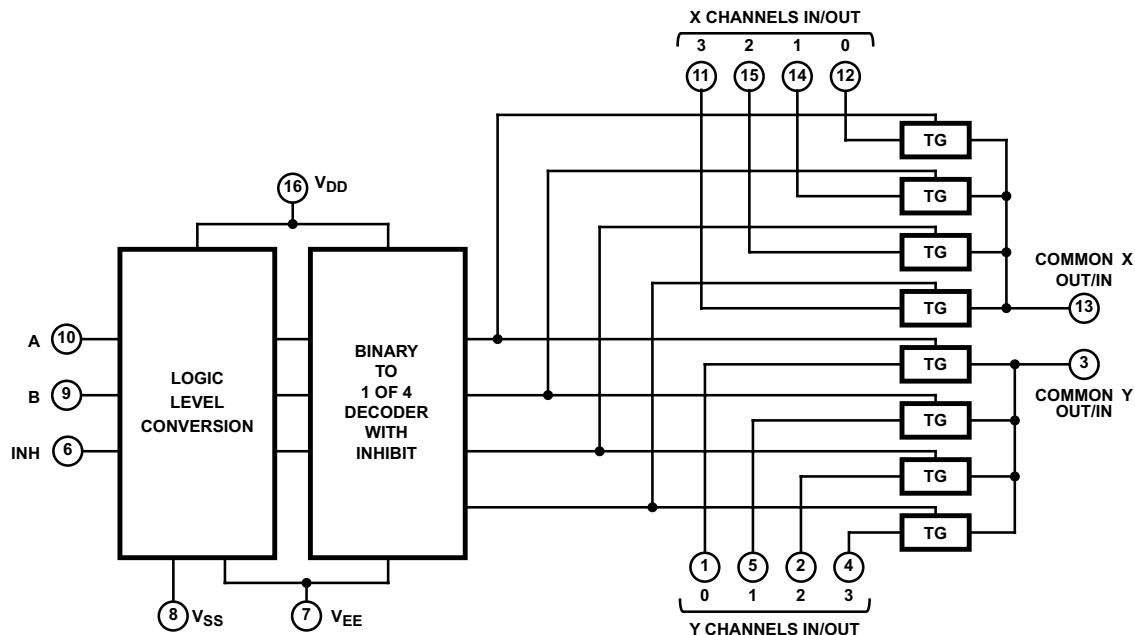 X CHANNELS IN/OUT
3 2 1 0
11 15 14 12
TG
16 VDD
TG
TG
COMMON X
OUT/IN
TG
13
A 10
BINARY
TO
1 OF 4
DECODER
WITH
INHIBIT
LOGIC
LEVEL
CONVERSION
TG
3
B 9
COMMON Y
OUT/IN
TG
INH 6
TG
TG
1 5 2 4
0 1 2 3
8 VSS
7 VEE
Y CHANNELS IN/OUT